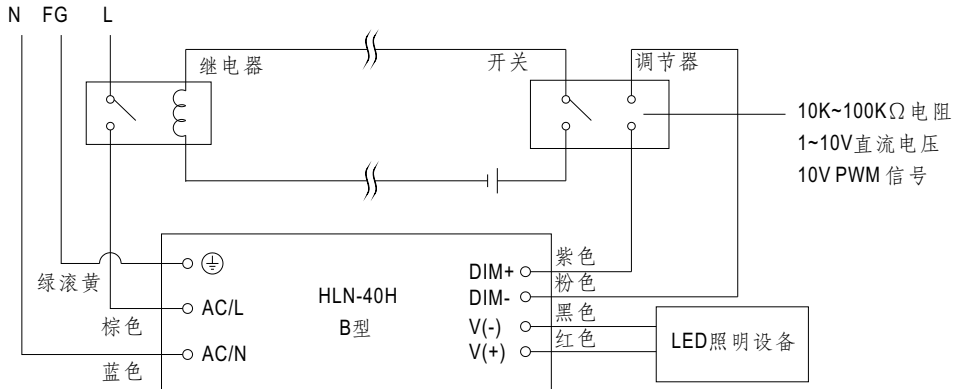 N FG L
继电器
开关
调节器
10K~100KΩ电阻
1~10V直流电压
10V PWM 信号
绿滚黄
棕色
蓝色
AC/L
AC/N
HLN-40H
B型
DIM+
DIM-
V(-)
V(+)
紫色
粉色
黑色
红色
LED照明设备